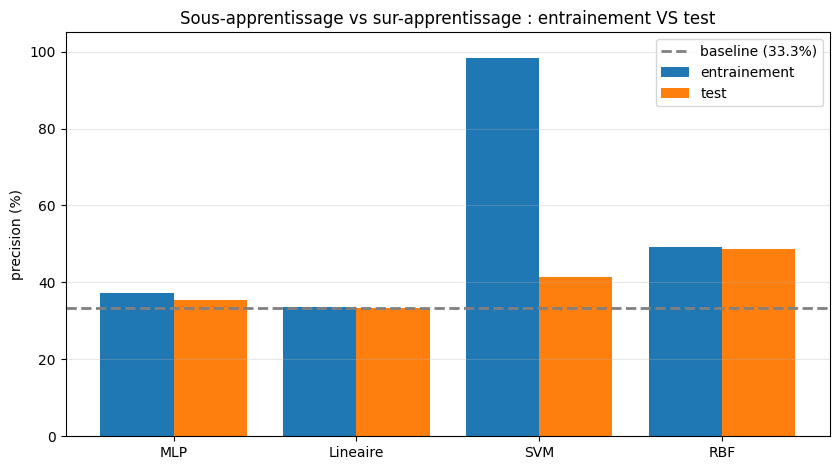 Sous-apprentissage vs sur-apprentissage : entrainement VS test
baseline (33.3%)
entrainement
test
precision (%)
100
80
60
40
20
0
MLP
Lineaire
SVM
RBF